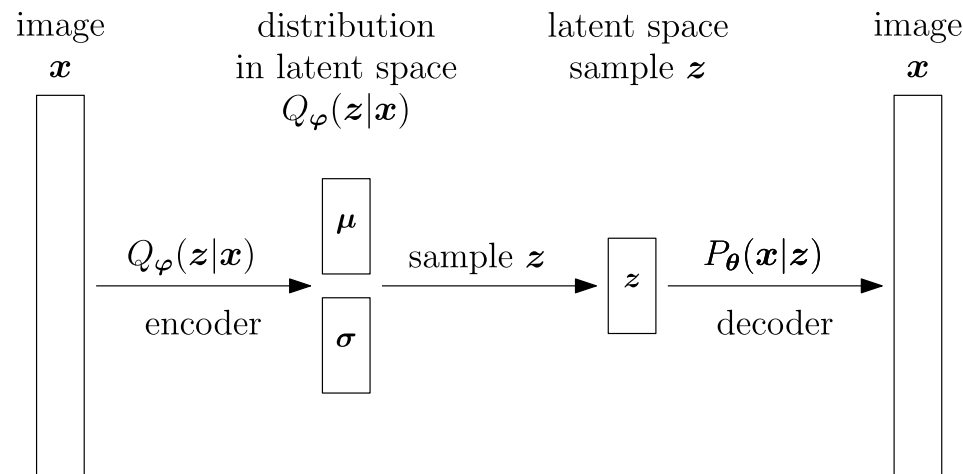 image
x
distribution
in latent space
Q_φ(z|x)
latent space
sample z
image
x
Q_φ(z|x)
encoder
μ
σ
sample z
z
P_θ(x|z)
decoder